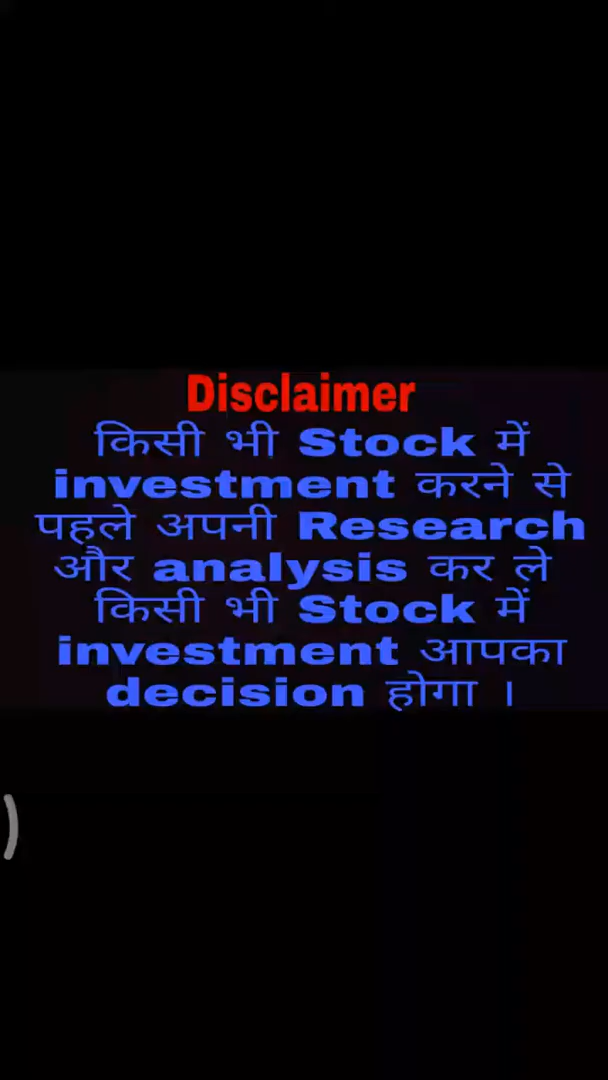 Disclaimer
किसी भी Stock में
investment करने से
पहले अपनी Research
और analysis कर ले
किसी भी Stock में
investment आपका
decision होगा ।